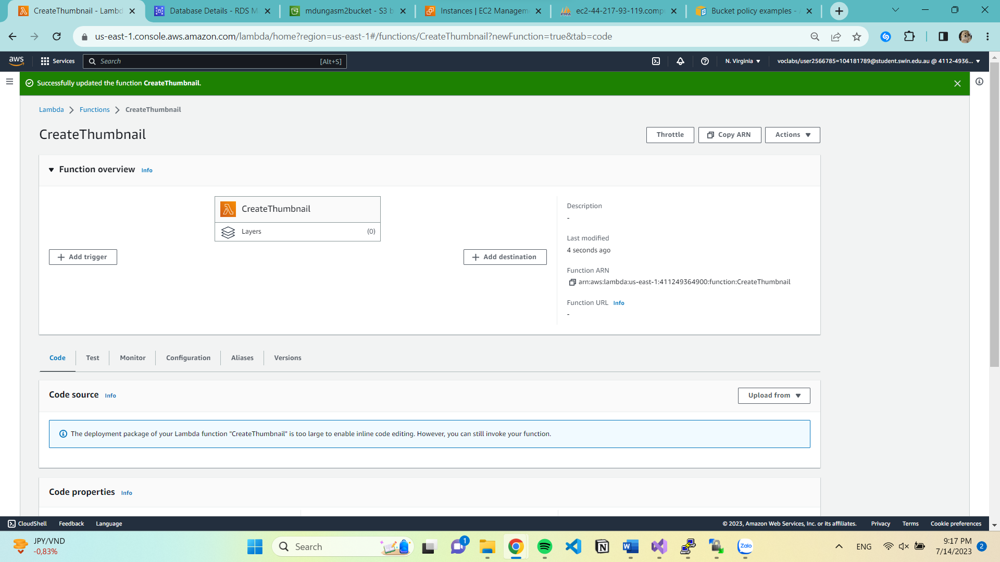 CreateThumbnail - Lambd
Database Details - RDS M
mdungasm2bucket - S3 b
Instances | EC2 Managem
PMA
ec2-44-217-93-119.comp
Bucket policy examples -
us-east-1.console.aws.amazon.com/lambda/home?region=us-east-1#/functions/CreateThumbnail?newFunction=true&tab=code
aws
Services
Search
[Alt+S]
N. Virginia
voclabs/user2566785=104181789@student.swin.edu.au @ 4112-4936...
Successfully updated the function CreateThumbnail.
Lambda
Functions
CreateThumbnail
CreateThumbnail
Throttle
Copy ARN
Actions
Function overview
Info
CreateThumbnail
Layers
(0)
Add trigger
Add destination
Description
-
Last modified
4 seconds ago
Function ARN
arn:aws:lambda:us-east-1:411249364900:function:CreateThumbnail
Function URL
Info
-
Code
Test
Monitor
Configuration
Aliases
Versions
Code source
Info
Upload from
The deployment package of your Lambda function "CreateThumbnail" is too large to enable inline code editing. However, you can still invoke your function.
Code properties
Info
CloudShell
Feedback
Language
© 2023, Amazon Web Services, Inc. or its affiliates.
Privacy
Terms
Cookie preferences
JPY/VND
-0,83%
Search
1
Zalo
ENG
9:17 PM
7/14/2023
2